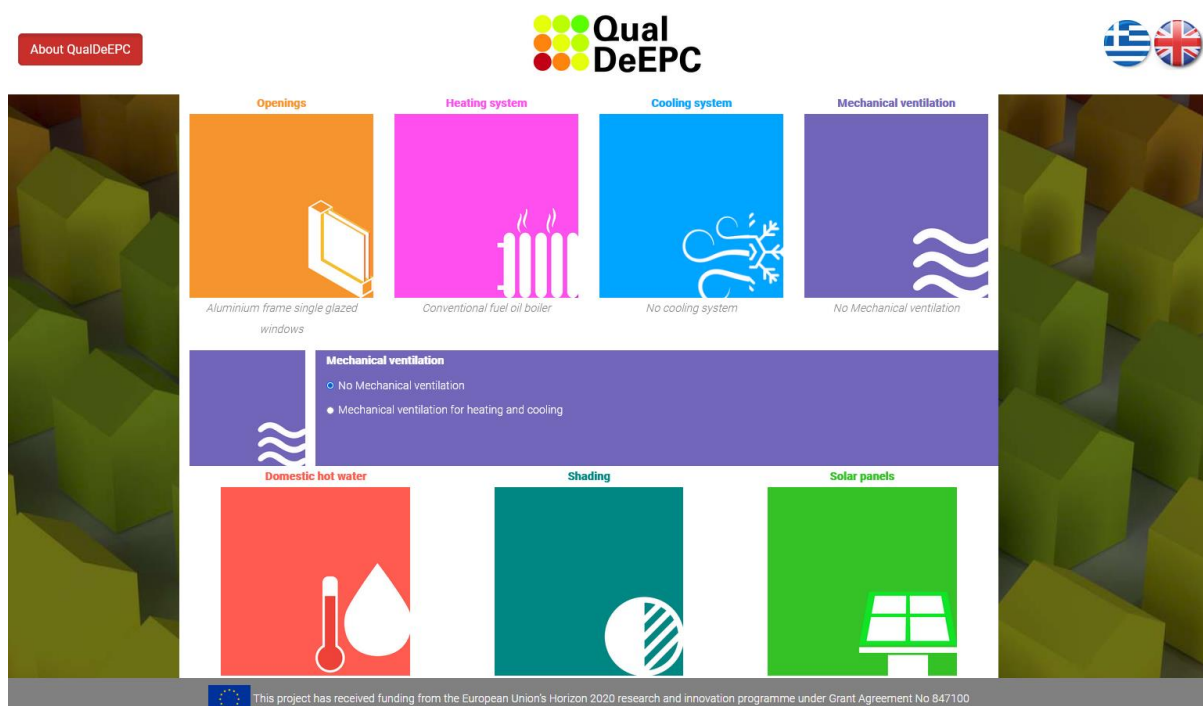 About QualDeEPC
Qual
DeEPC
Openings
Heating system
Cooling system
Mechanical ventilation
Aluminium frame single glazed
windows
Conventional fuel oil boiler
No cooling system
No Mechanical ventilation
Mechanical ventilation
No Mechanical ventilation
Mechanical ventilation for heating and cooling
Domestic hot water
Shading
Solar panels
This project has received funding from the European Union's Horizon 2020 research and innovation programme under Grant Agreement No 847100